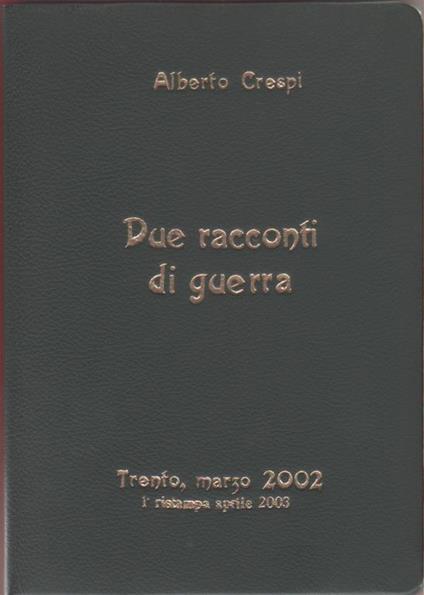 Alberto Crespi
Due racconti
di guerra
Trento, marzo 2002
1ª ristampa aprile 2003